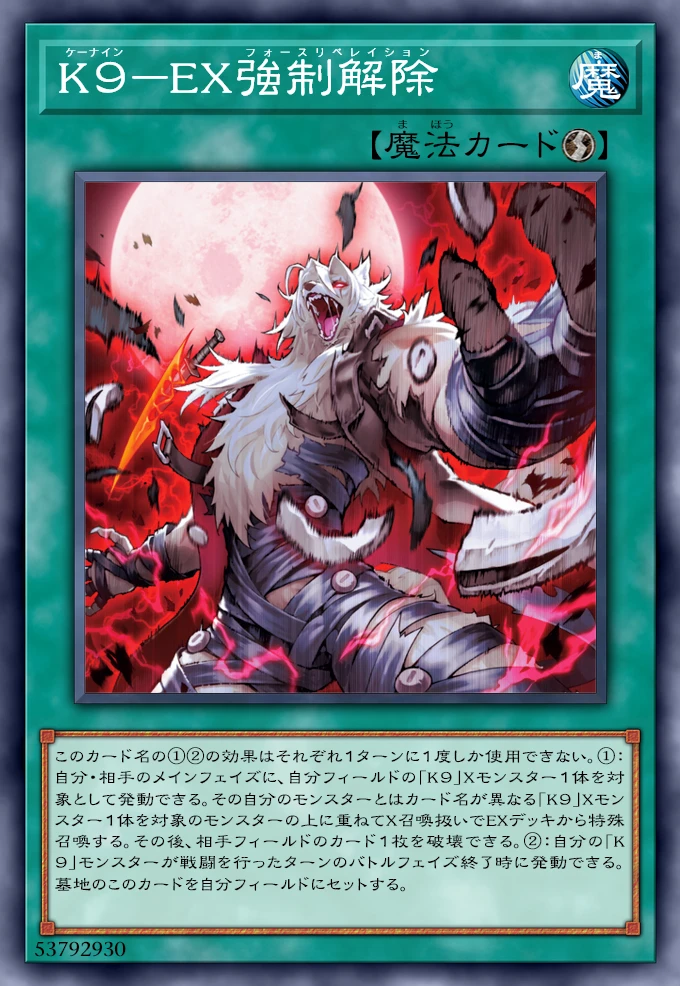 ケーナイン フォースリベレイション
K9－EX強制解除
ま
魔
ま ほう
【魔法カード】
このカード名の①②の効果はそれぞれ1ターンに1度しか使用できない。①：
自分・相手のメインフェイズに、自分フィールドの「K9」Xモンスター1体を対
象として発動できる。その自分のモンスターとはカード名が異なる「K9」Xモン
スター1体を対象のモンスターの上に重ねてX召喚扱いでEXデッキから特殊
召喚する。その後、相手フィールドのカード1枚を破壊できる。②：自分の「K
9」モンスターが戦闘を行ったターンのバトルフェイズ終了時に発動できる。
墓地のこのカードを自分フィールドにセットする。
53792930